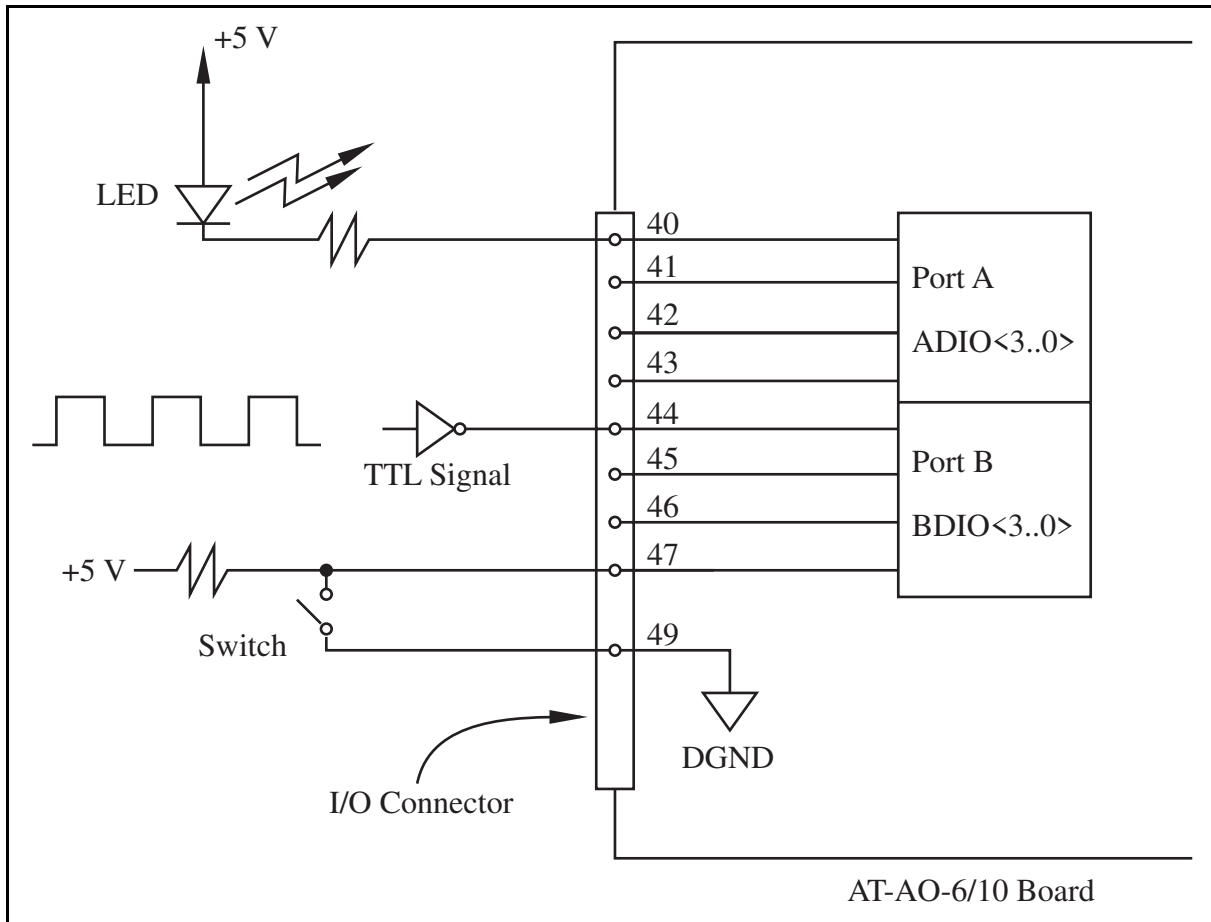 +5 V
LED
40
41
Port A
42
ADIO<3..0>
43
44
TTL Signal
45
Port B
46
BDIO<3..0>
47
+5 V
Switch
49
DGND
I/O Connector
AT-AO-6/10 Board